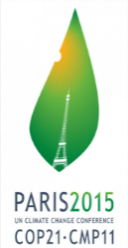 PARIS2015
UN CLIMATE CHANGE CONFERENCE
COP21·CMP11